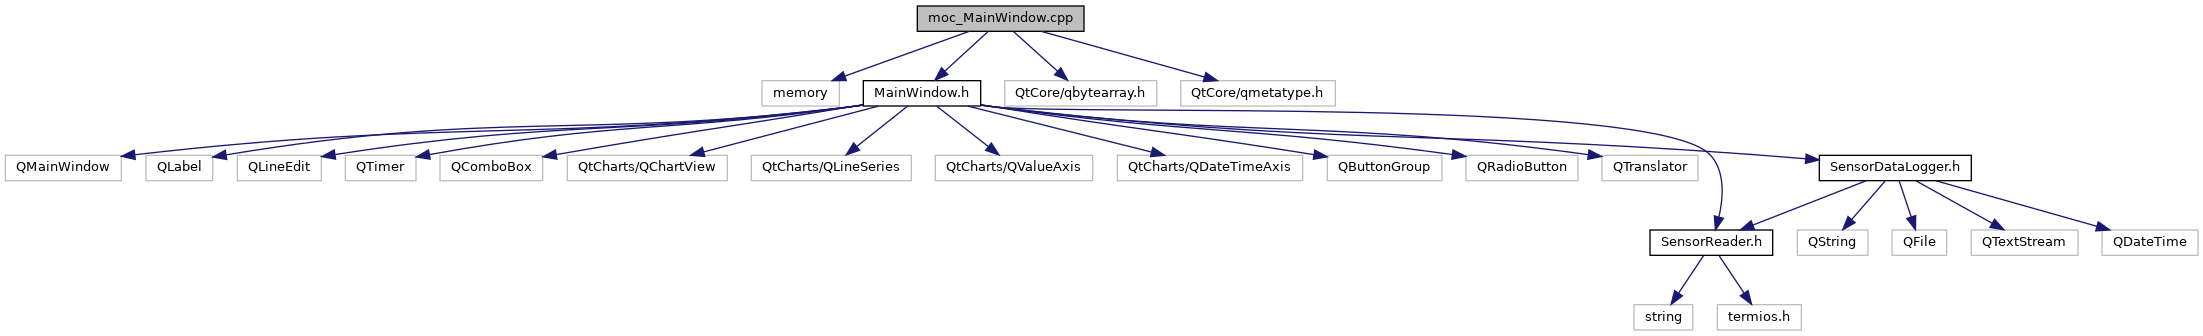 moc_MainWindow.cpp
memory
MainWindow.h
QtCore/qbytearray.h
QtCore/qmetatype.h
QMainWindow
QLabel
QLineEdit
QTimer
QComboBox
QtCharts/QChartView
QtCharts/QLineSeries
QtCharts/QValueAxis
QtCharts/QDateTimeAxis
QButtonGroup
QRadioButton
QTranslator
SensorDataLogger.h
SensorReader.h
QString
QFile
QTextStream
QDateTime
string
termios.h